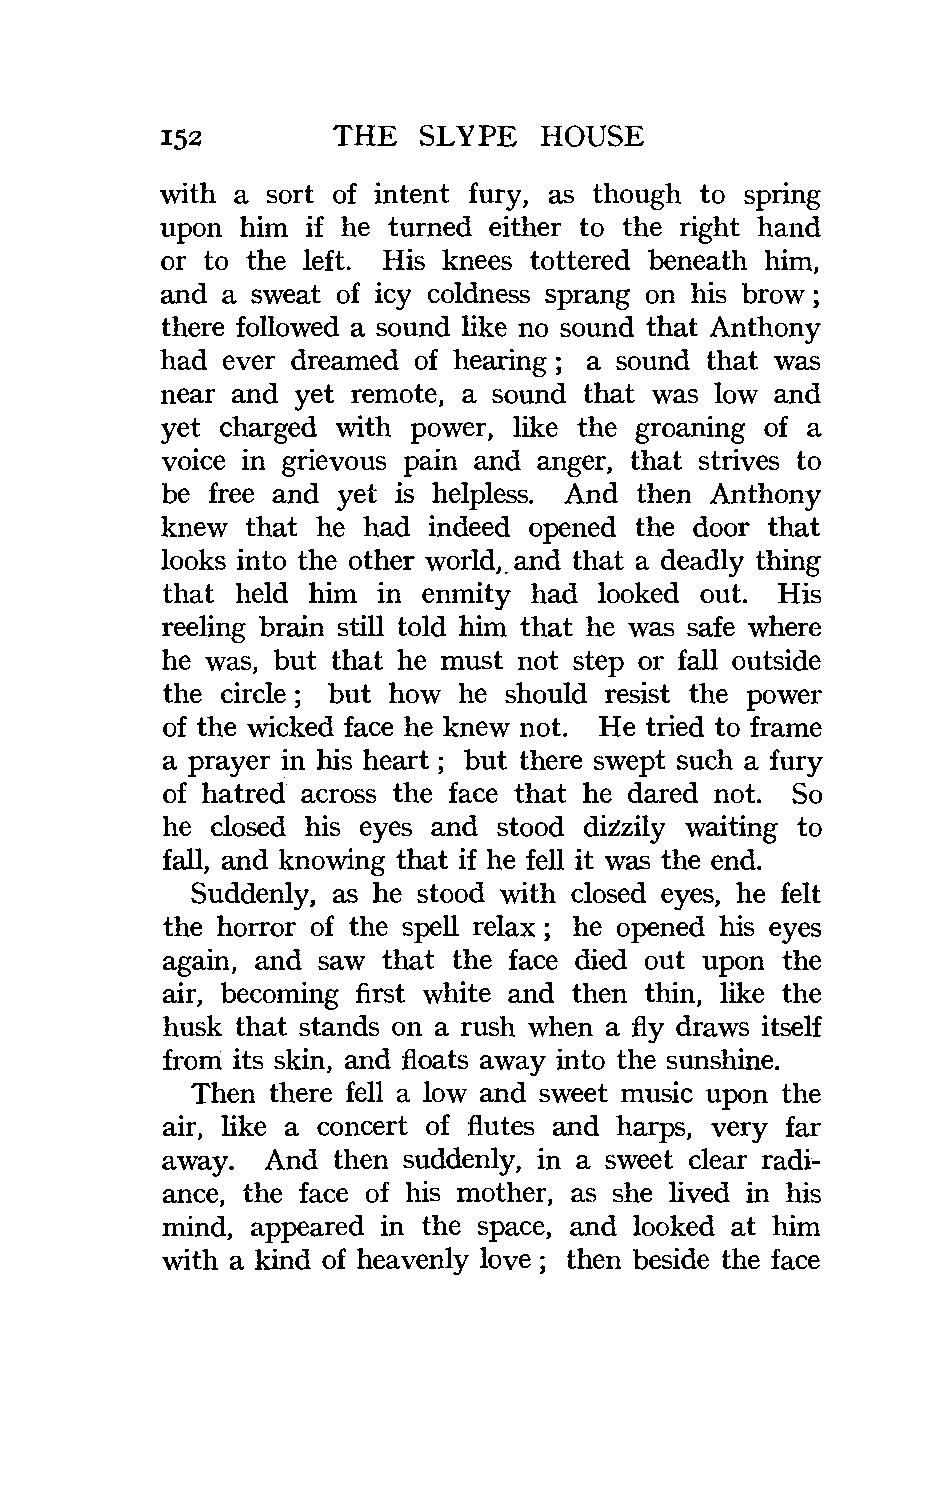 152 THE SLYPE HOUSE
with a sort of intent fury, as though to spring
upon him if he turned either to the right hand
or to the left. His knees tottered beneath him,
and a sweat of icy coldness sprang on his brow;
there followed a sound like no sound that Anthony
had ever dreamed of hearing; a sound that was
near and yet remote, a sound that was low and
yet charged with power, like the groaning of a
voice in grievous pain and anger, that strives to
be free and yet is helpless. And then Anthony
knew that he had indeed opened the door that
looks into the other world, and that a deadly thing
that held him in enmity had looked out. His
reeling brain still told him that he was safe where
he was, but that he must not step or fall outside
the circle; but how he should resist the power
of the wicked face he knew not. He tried to frame
a prayer in his heart; but there swept such a fury
of hatred across the face that he dared not. So
he closed his eyes and stood dizzily waiting to
fall, and knowing that if he fell it was the end.
Suddenly, as he stood with closed eyes, he felt
the horror of the spell relax; he opened his eyes
again, and saw that the face died out upon the
air, becoming first white and then thin, like the
husk that stands on a rush when a fly draws itself
from its skin, and floats away into the sunshine.
Then there fell a low and sweet music upon the
air, like a concert of flutes and harps, very far
away. And then suddenly, in a sweet clear radi-
ance, the face of his mother, as she lived in his
mind, appeared in the space, and looked at him
with a kind of heavenly love; then beside the face